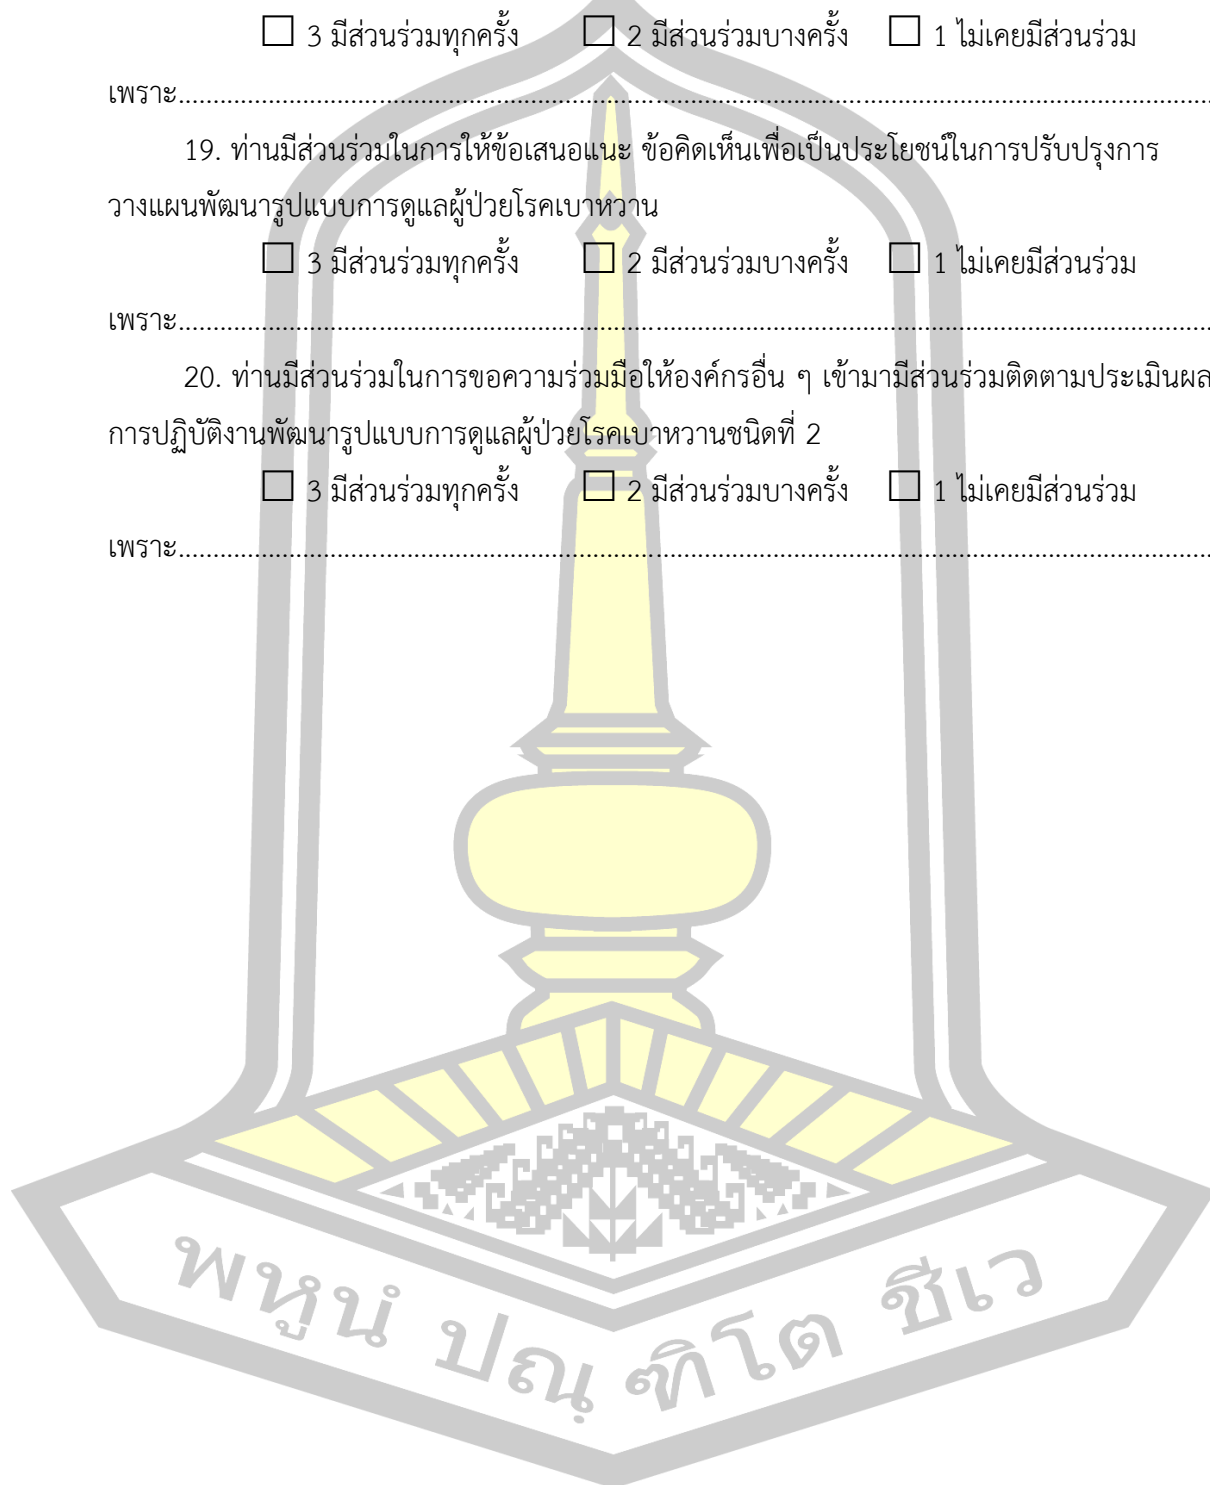 ☐ 3 มีส่วนร่วมทุกครั้ง ☐ 2 มีส่วนร่วมบางครั้ง ☐ 1 ไม่เคยมีส่วนร่วม
เพราะ....................................................................................................................................................
19. ท่านมีส่วนร่วมในการให้ข้อเสนอแนะ ข้อคิดเห็นเพื่อเป็นประโยชน์ในการปรับปรุงการ
วางแผนพัฒนารูปแบบการดูแลผู้ป่วยโรคเบาหวาน
☐ 3 มีส่วนร่วมทุกครั้ง ☐ 2 มีส่วนร่วมบางครั้ง ☐ 1 ไม่เคยมีส่วนร่วม
เพราะ....................................................................................................................................................
20. ท่านมีส่วนร่วมในการขอความร่วมมือให้องค์กรอื่น ๆ เข้ามามีส่วนร่วมติดตามประเมินผล
การปฏิบัติงานพัฒนารูปแบบการดูแลผู้ป่วยโรคเบาหวานชนิดที่ 2
☐ 3 มีส่วนร่วมทุกครั้ง ☐ 2 มีส่วนร่วมบางครั้ง ☐ 1 ไม่เคยมีส่วนร่วม
เพราะ....................................................................................................................................................
พหูนํ ปณฺฑิโต ชีเว